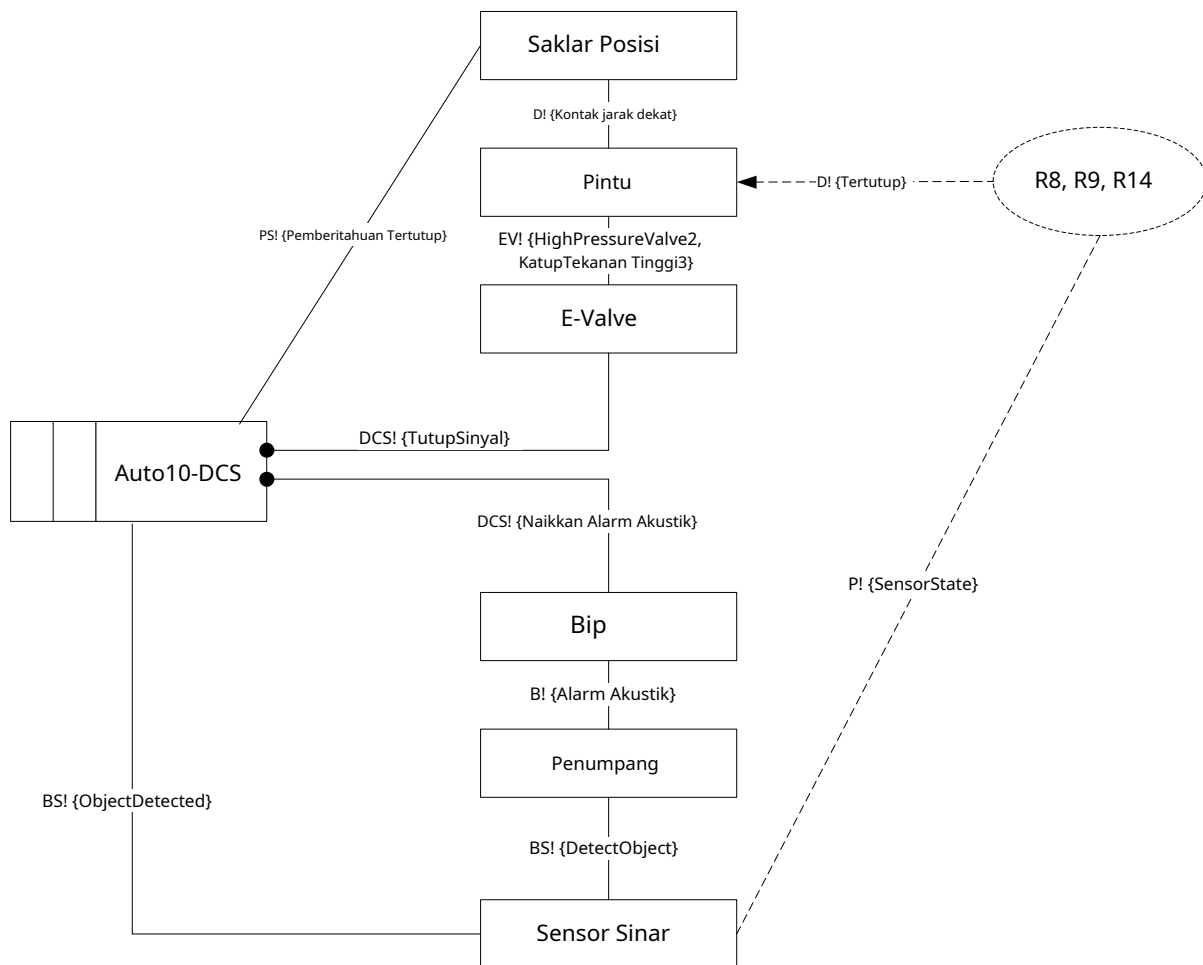 Saklar Posisi
D! {Kontak jarak dekat}
Pintu
D! {Tertutup}
R8, R9, R14
PS! {Pemberitahuan Tertutup}
EV! {HighPressureValve2,
KatupTekanan Tinggi3}
E-Valve
DCS! {TutupSinyal}
Auto10-DCS
DCS! {Naikkan Alarm Akustik}
P! {SensorState}
Bip
B! {Alarm Akustik}
Penumpang
BS! {ObjectDetected}
BS! {DetectObject}
Sensor Sinar